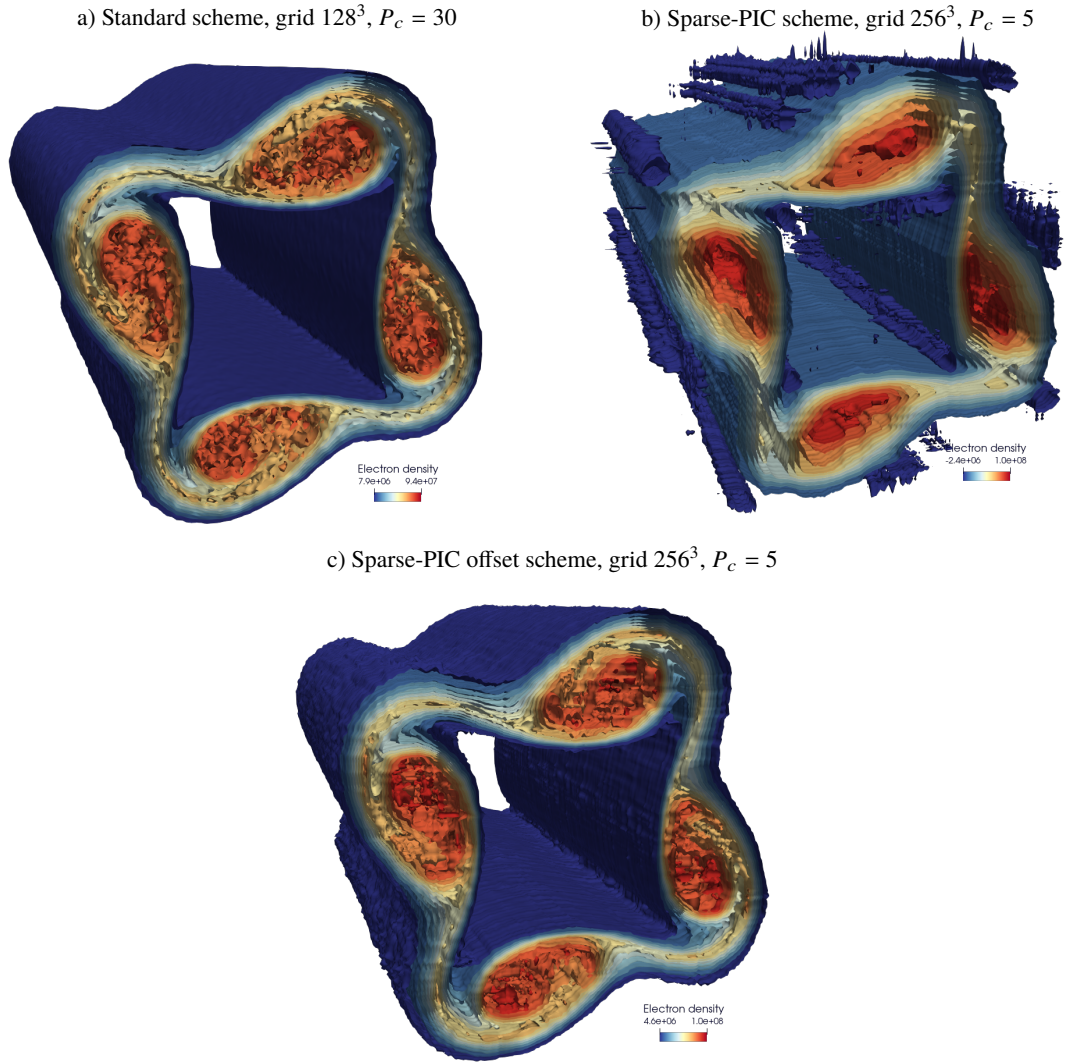 a) Standard scheme, grid 128³, P_c = 30
b) Sparse-PIC scheme, grid 256³, P_c = 5
Electron density
7.9e+06 9.4e+07
Electron density
-2.4e+06 1.0e+08
c) Sparse-PIC offset scheme, grid 256³, P_c = 5
Electron density
4.6e+06 1.0e+08